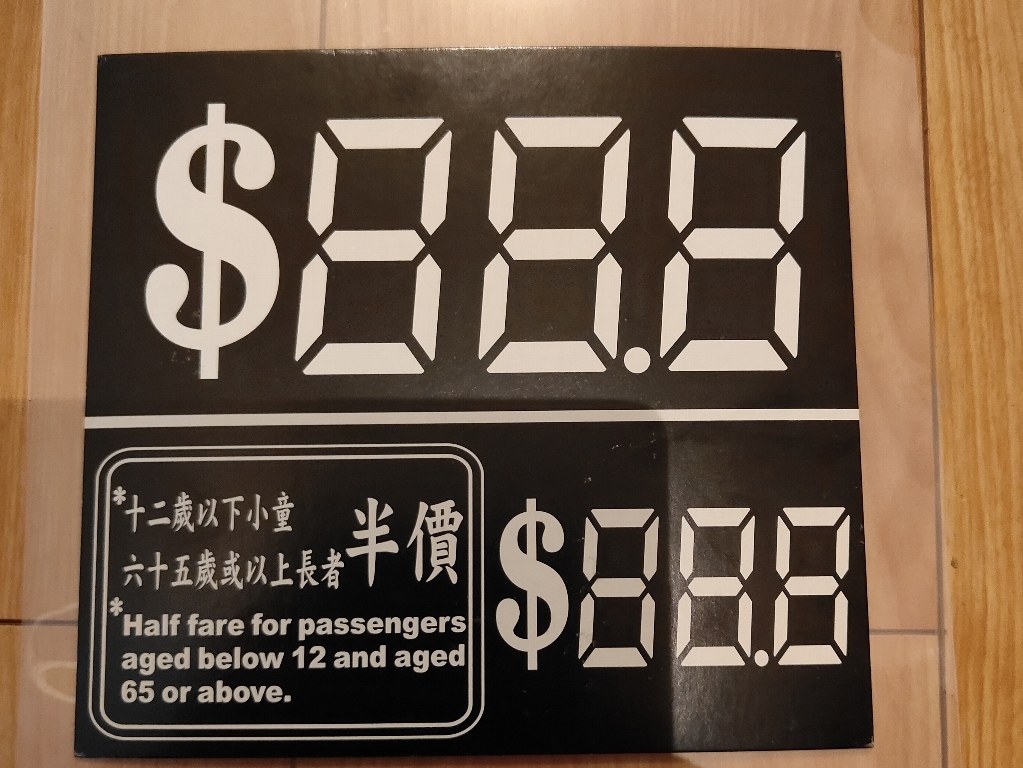 $88.8
*十二歲以下小童
六十五歲或以上長者 半價
*Half fare for passengers
aged below 12 and aged
65 or above.
$88.8